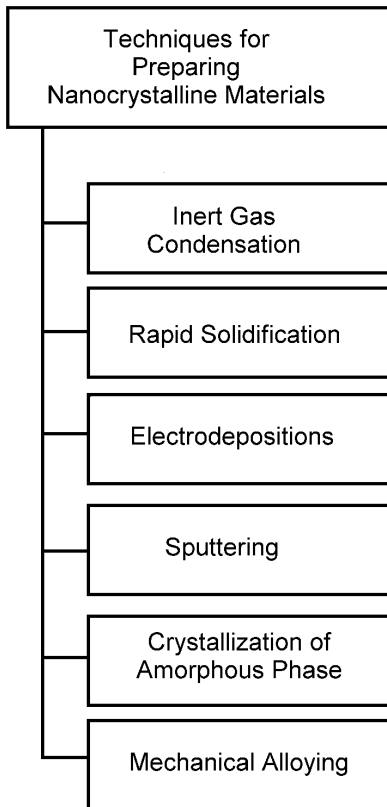 Techniques for
Preparing
Nanocrystalline Materials
Inert Gas
Condensation
Rapid Solidification
Electrodepositions
Sputtering
Crystallization of
Amorphous Phase
Mechanical Alloying